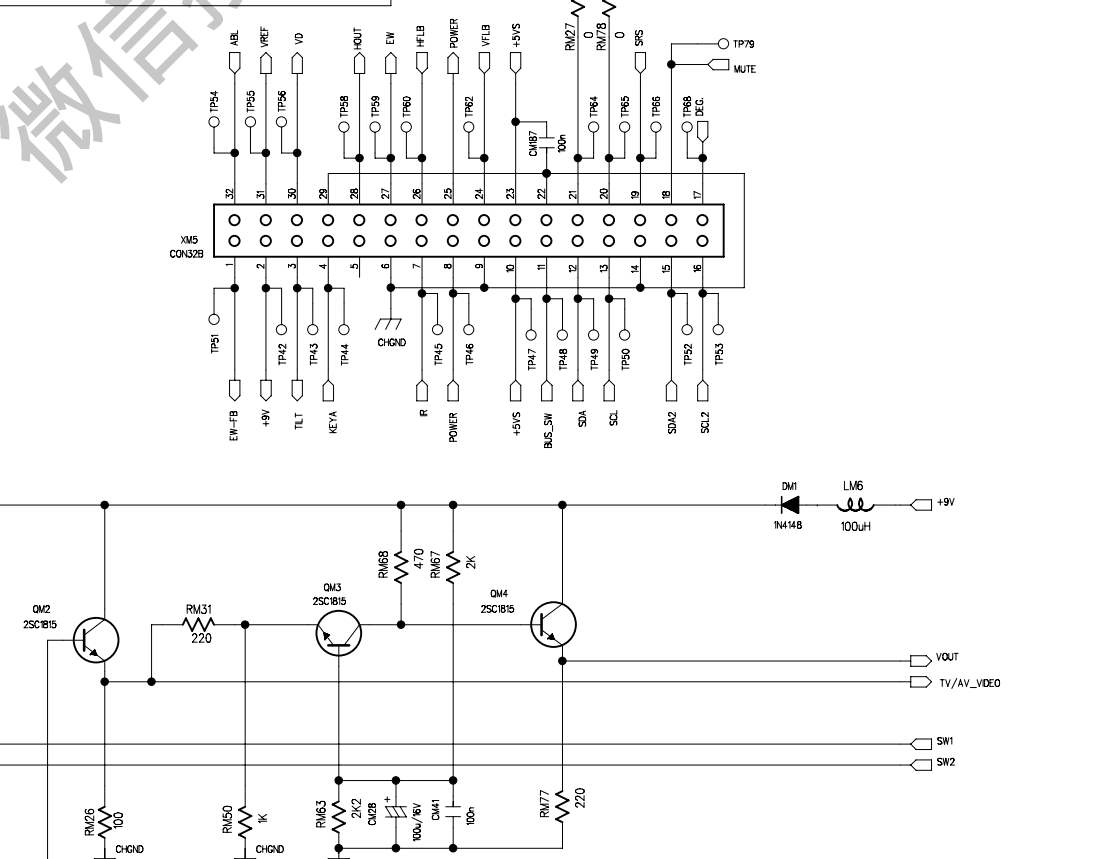 微信
ABL
VREF
VD
HOUT
EW
HFLB
POWER
VFLB
+5VS
RM27
0
RM78
0
SRS
TP79
MUTE
TP54
TP55
TP56
TP58
TP59
TP60
TP62
CM187
100n
TP64
TP65
TP66
TP68
DEG.
32
31
30
29
28
27
26
25
24
23
22
21
20
19
18
17
XM5
CON32B
1
2
3
4
5
6
7
8
9
10
11
12
13
14
15
16
TP51
TP42
TP43
TP44
CHGND
TP45
TP46
TP47
TP48
TP49
TP50
TP52
TP53
EW-FB
+9V
TILT
KEYA
IR
POWER
+5VS
BUS_SW
SDA
SCL
SDA2
SCL2
DM1
1N4148
LM6
100uH
+9V
RM68
470
RM67
2K
QM2
2SC1815
RM31
220
QM3
2SC1815
QM4
2SC1815
VOUT
TV/AV_VIDEO
SW1
SW2
RM26
100
CHGND
RM50
1K
CHGND
RM63
2K2
CM28
+
100u/16V
CM41
100n
RM77
220